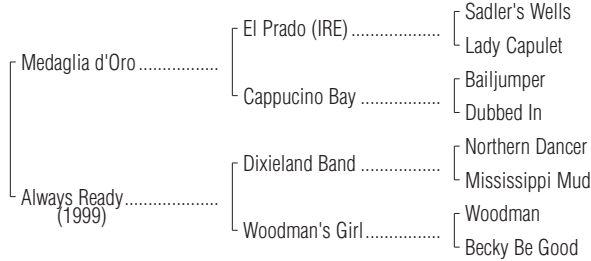 Sadler's Wells
El Prado (IRE) ...................
Lady Capulet
Medaglia d'Oro .................
Bailjumper
Cappucino Bay .................
Dubbed In
Northern Dancer
Dixieland Band .................
Mississippi Mud
Always Ready ....................
(1999)
Woodman
Woodman's Girl ................
Becky Be Good